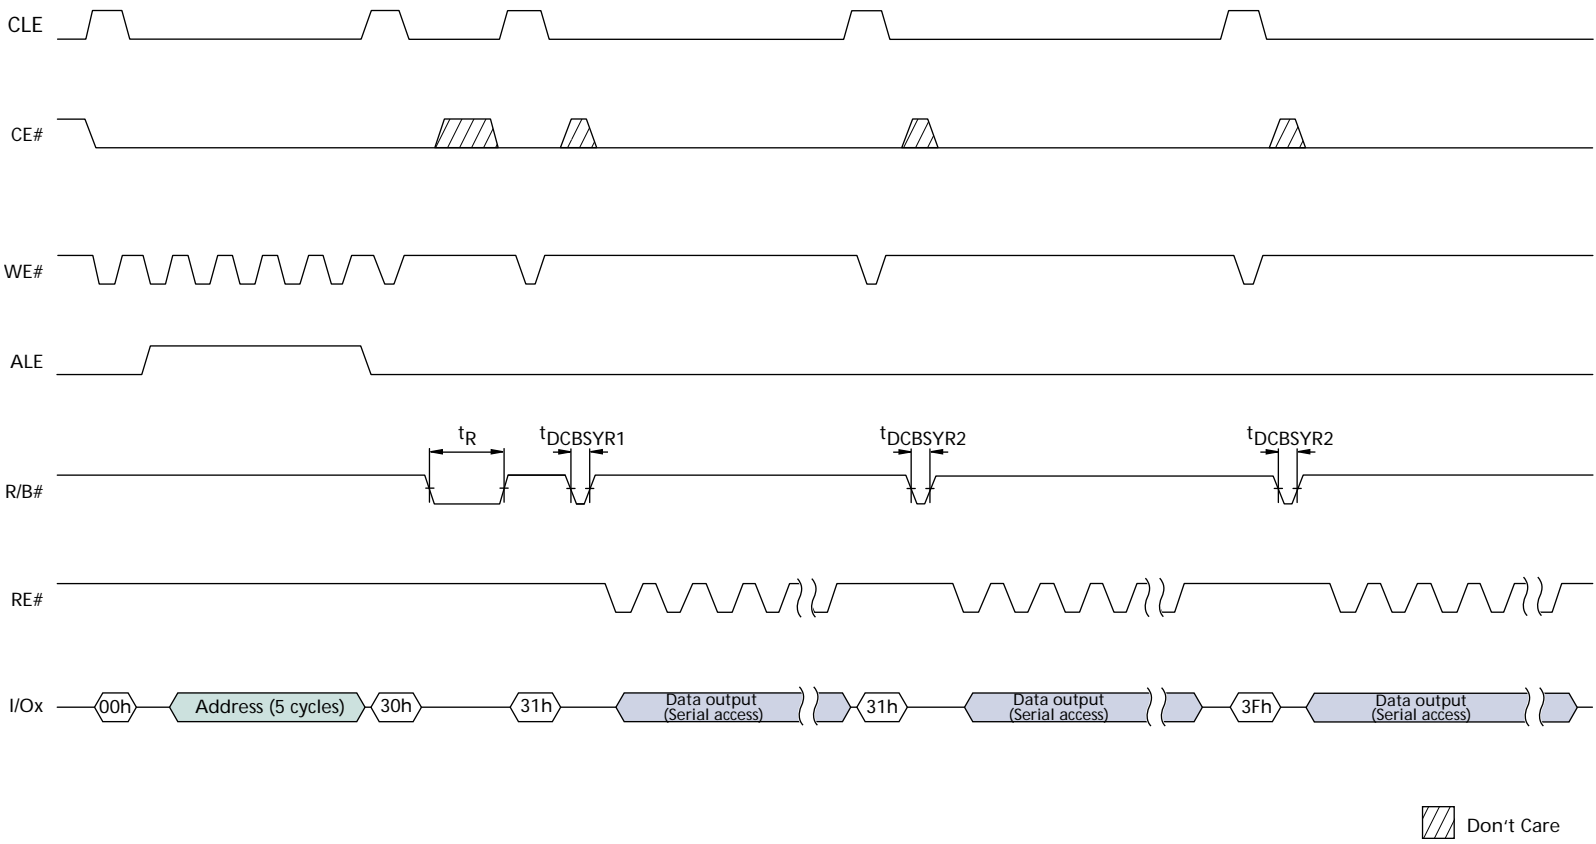 CLE
CE#
WE#
ALE
tR
tDCBSYR1
tDCBSYR2
tDCBSYR2
R/B#
RE#
I/Ox
00h
Address (5 cycles)
30h
31h
Data output
(Serial access)
31h
Data output
(Serial access)
3Fh
Data output
(Serial access)
Don't Care